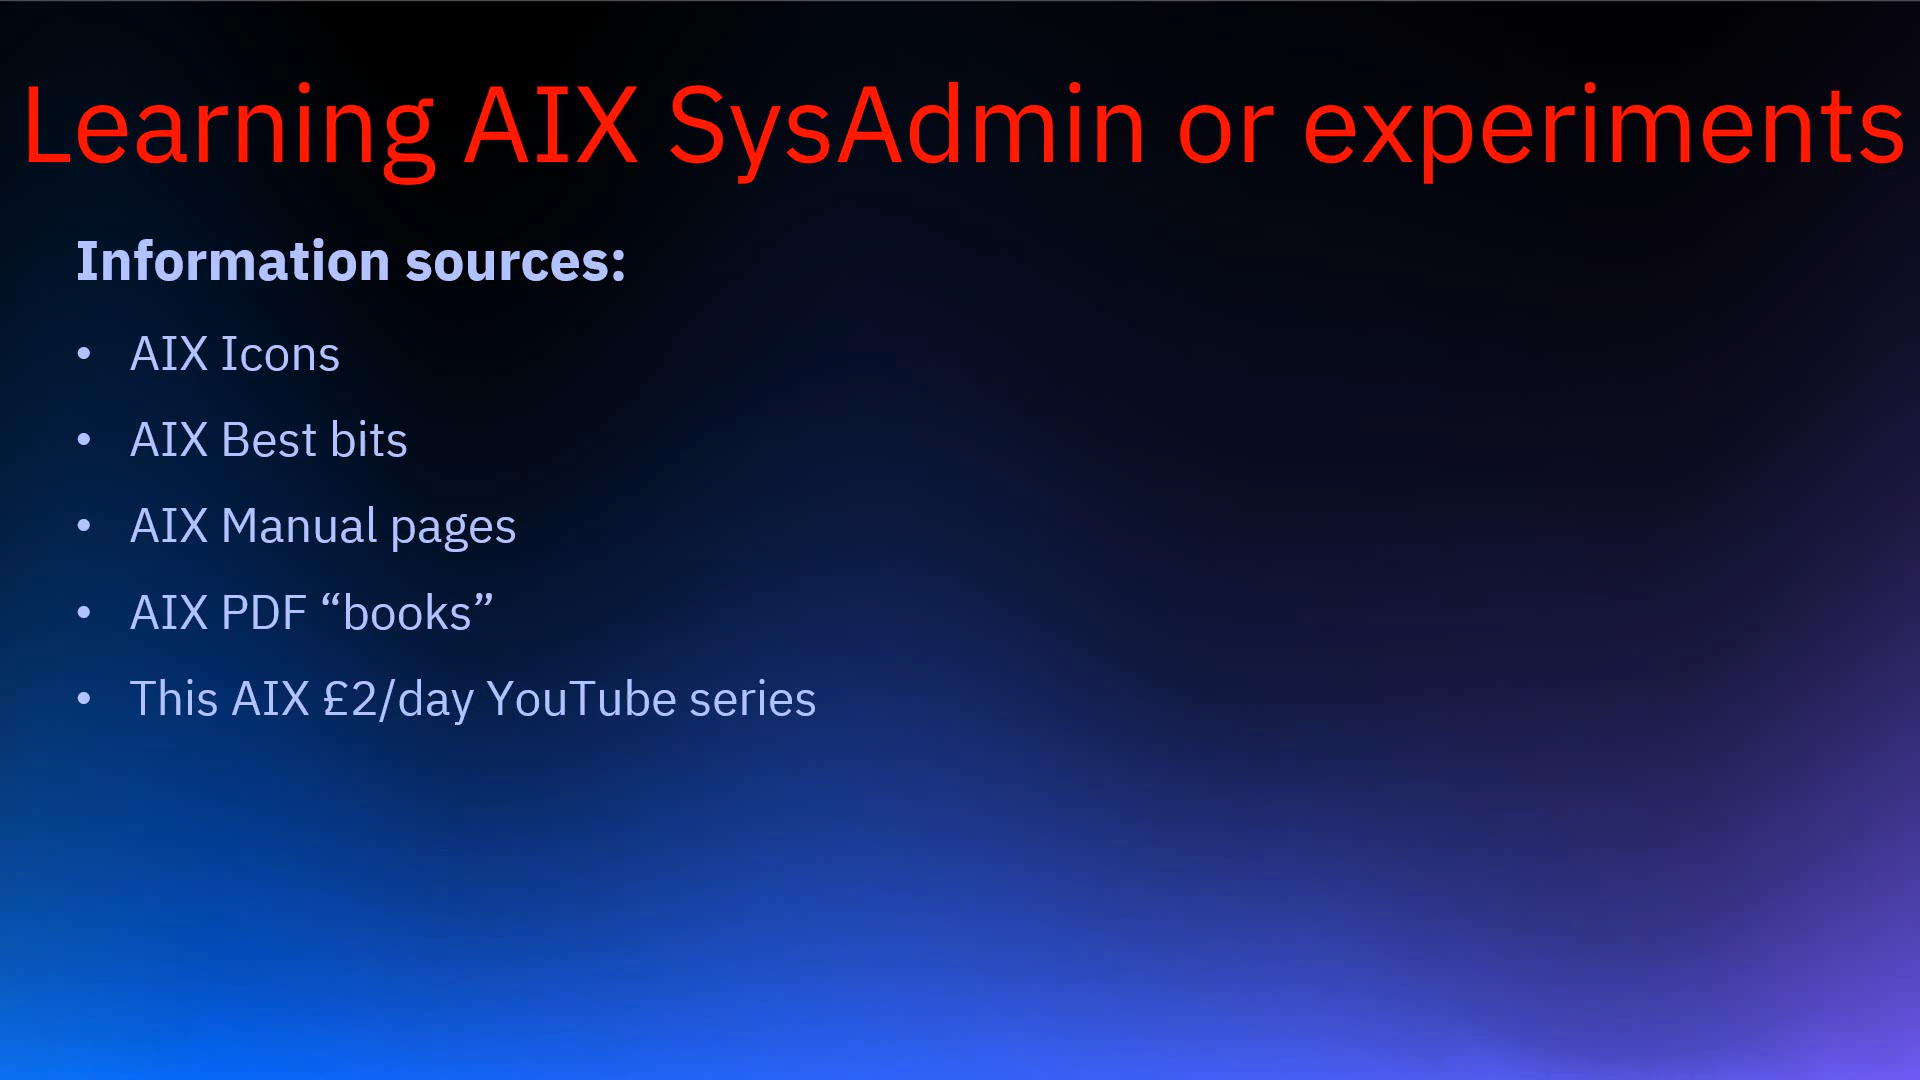 Learning AIX SysAdmin or experiments
Information sources:
• AIX Icons
• AIX Best bits
• AIX Manual pages
• AIX PDF “books”
• This AIX £2/day YouTube series